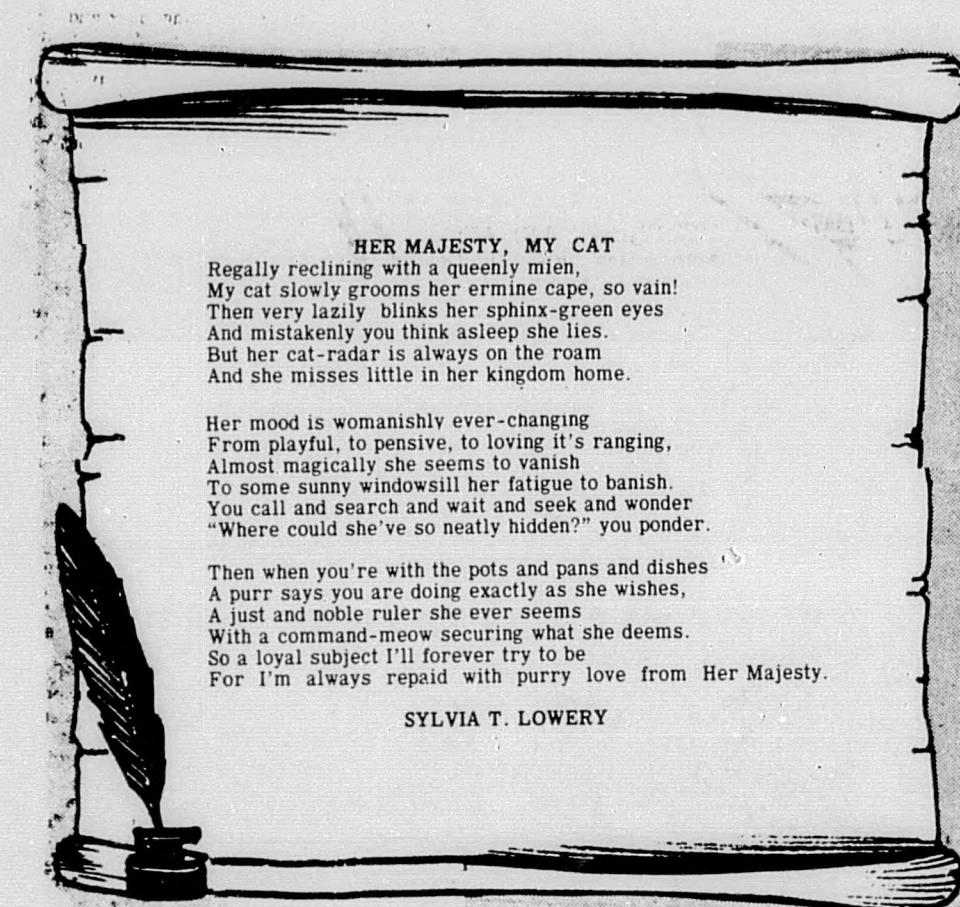 HER MAJESTY, MY CAT
Regally reclining with a queenly mien,
My cat slowly grooms her ermine cape, so vain!
Then very lazily blinks her sphinx-green eyes
And mistakenly you think asleep she lies.
But her cat-radar is always on the roam
And she misses little in her kingdom home.

Her mood is womanishly ever-changing
From playful, to pensive, to loving it's ranging,
Almost magically she seems to vanish
To some sunny windowsill her fatigue to banish.
You call and search and wait and seek and wonder
"Where could she've so neatly hidden?" you ponder.

Then when you're with the pots and pans and dishes
A purr says you are doing exactly as she wishes,
A just and noble ruler she ever seems
With a command-meow securing what she deems.
So a loyal subject I'll forever try to be
For I'm always repaid with purry love from Her Majesty.

SYLVIA T. LOWERY